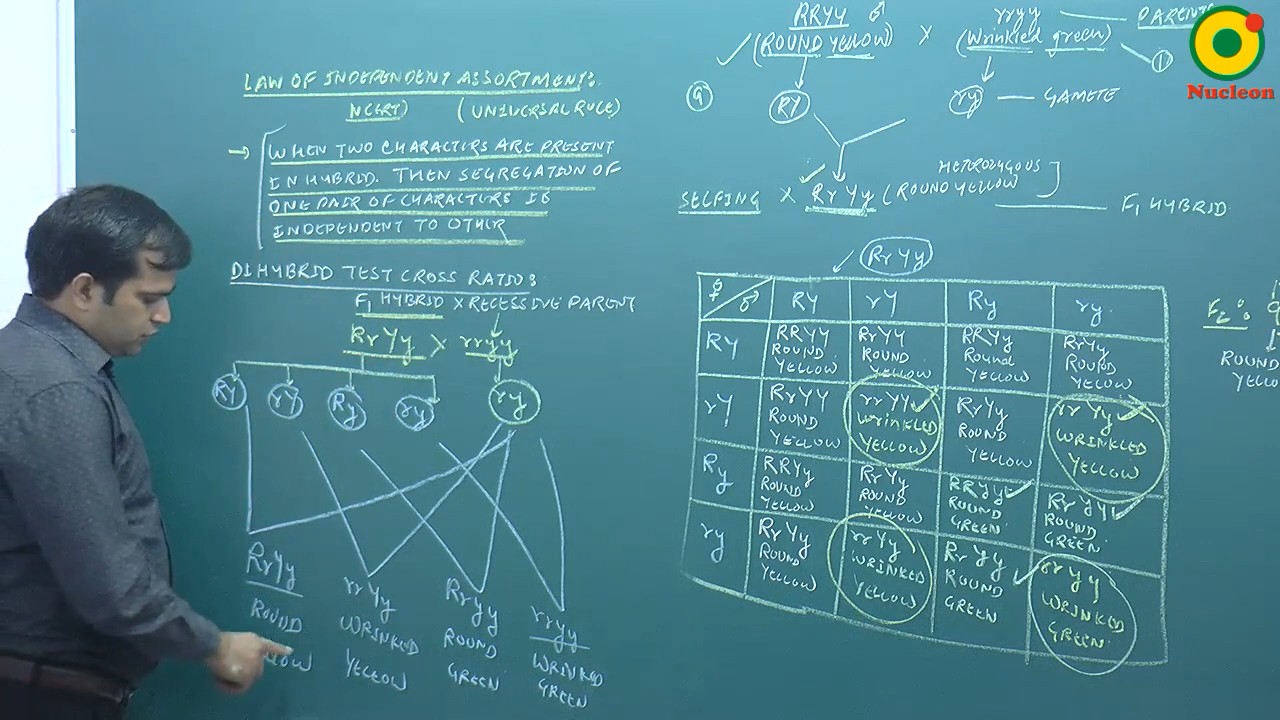 LAW OF INDEPENDENT ASSORTMENT:
NCERT) (UNIVERSAL RULE)
→ WHEN TWO CHARACTERS ARE PRESENT
IN HYBRID. THEN SEGREGATION OF
ONE PAIR OF CHARACTERS IS
INDEPENDENT TO OTHER
DIHYBRID TEST CROSS RATIO:
F₁ HYBRID X RECESSIVE PARENT
RrYy X rryy
RY rY Ry ry ry
RrYy rrYy Rryy rryy
ROUND WRINKLED ROUND WRINKLED
YELLOW GREEN GREEN
RRYY ♂ X rryy PARENTS
(ROUND YELLOW) (Wrinkled green) ①
RY ry GAMETE
SELFING X RrYy (ROUND YELLOW
HETEROZYGOUS
F₁ HYBRID
RrYy
♀ ♂ RY rY Ry ry
RY RRYY RrYY RRYy RrYy
ROUND ROUND Round ROUND
YELLOW YELLOW YELLOW YELLOW
rY RrYY rrYY RrYy rrYy
ROUND Wrinkled ROUND WRINKLED
YELLOW YELLOW YELLOW YELLOW
Ry RRYy RrYy RRyy
ROUND ROUND ROUND ROUND
YELLOW YELLOW GREEN GREEN
ry RrYy rrYy Rryy rryy
ROUND WRINKLED ROUND WRINKLED
YELLOW YELLOW GREEN GREEN
F₂:
ROUND
Nucleon